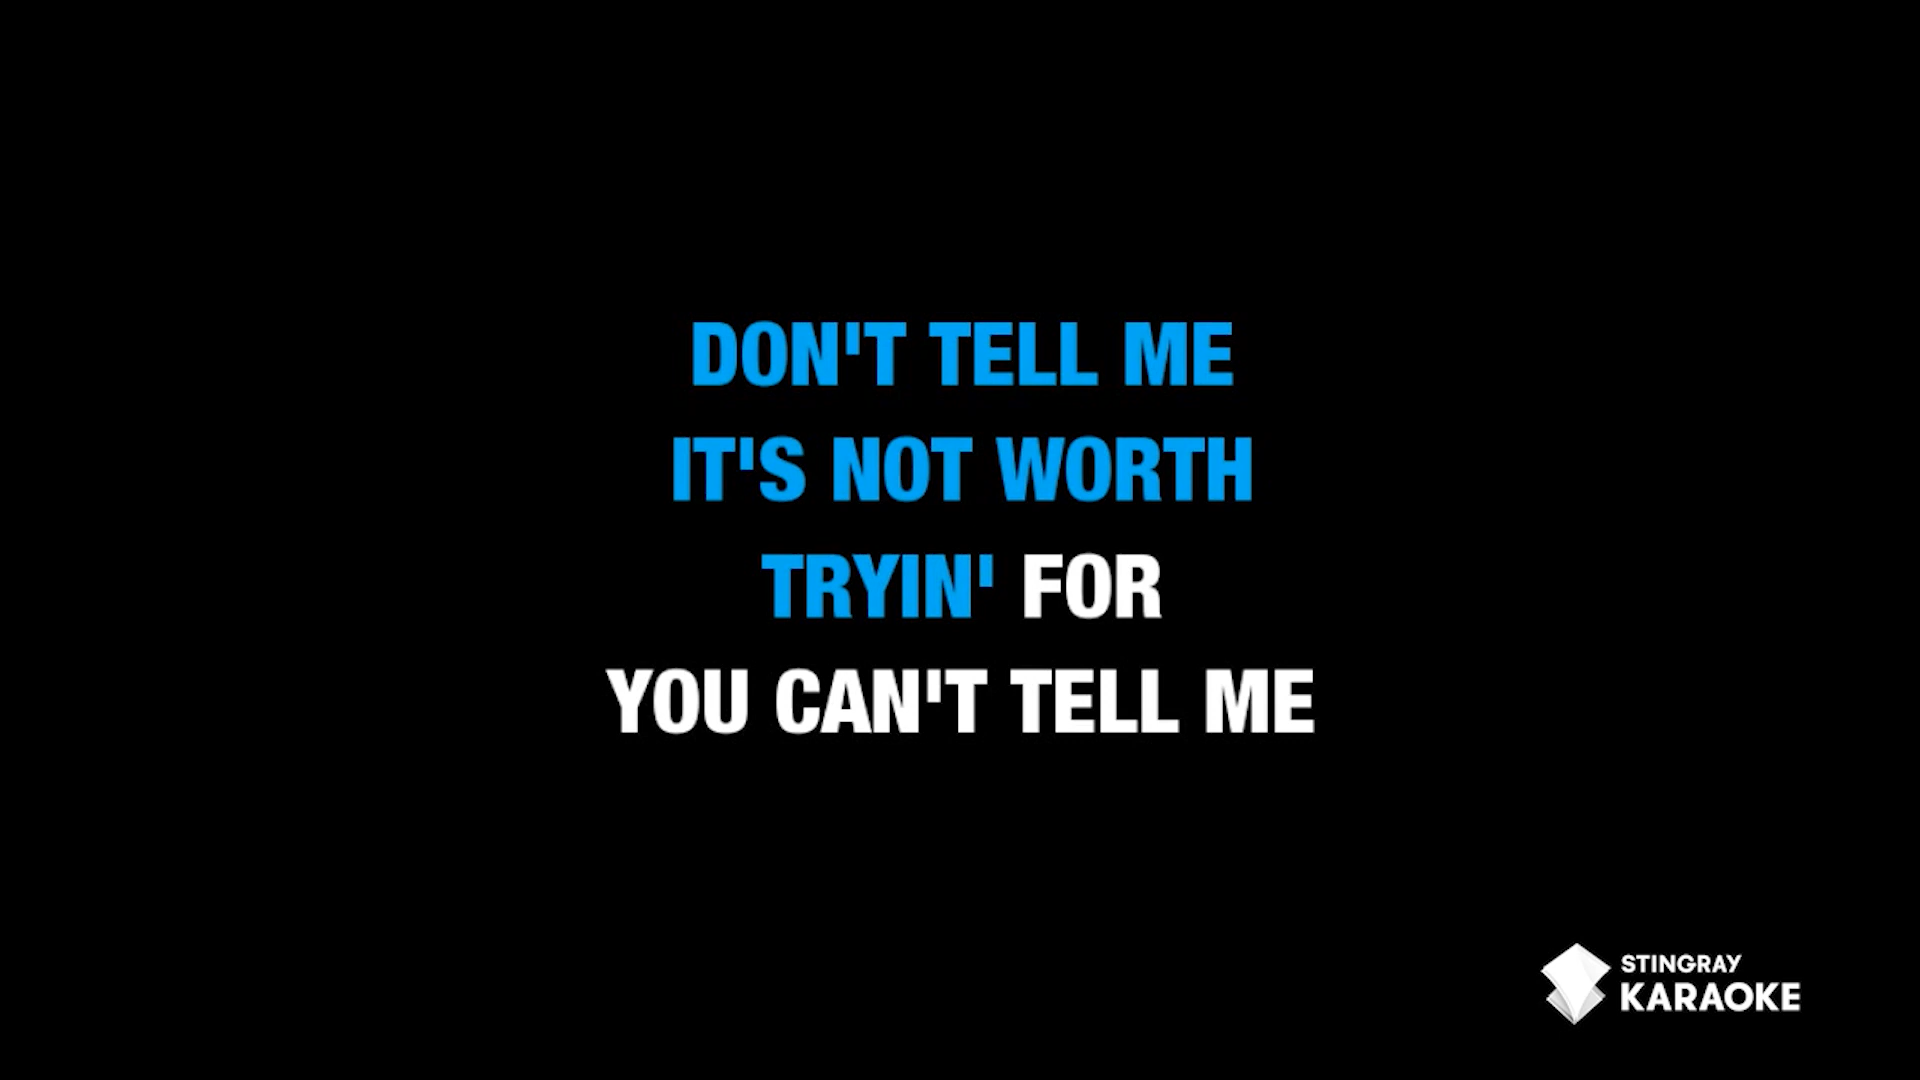 DON'T TELL ME
IT'S NOT WORTH
TRYIN' FOR
YOU CAN'T TELL ME
STINGRAY
KARAOKE